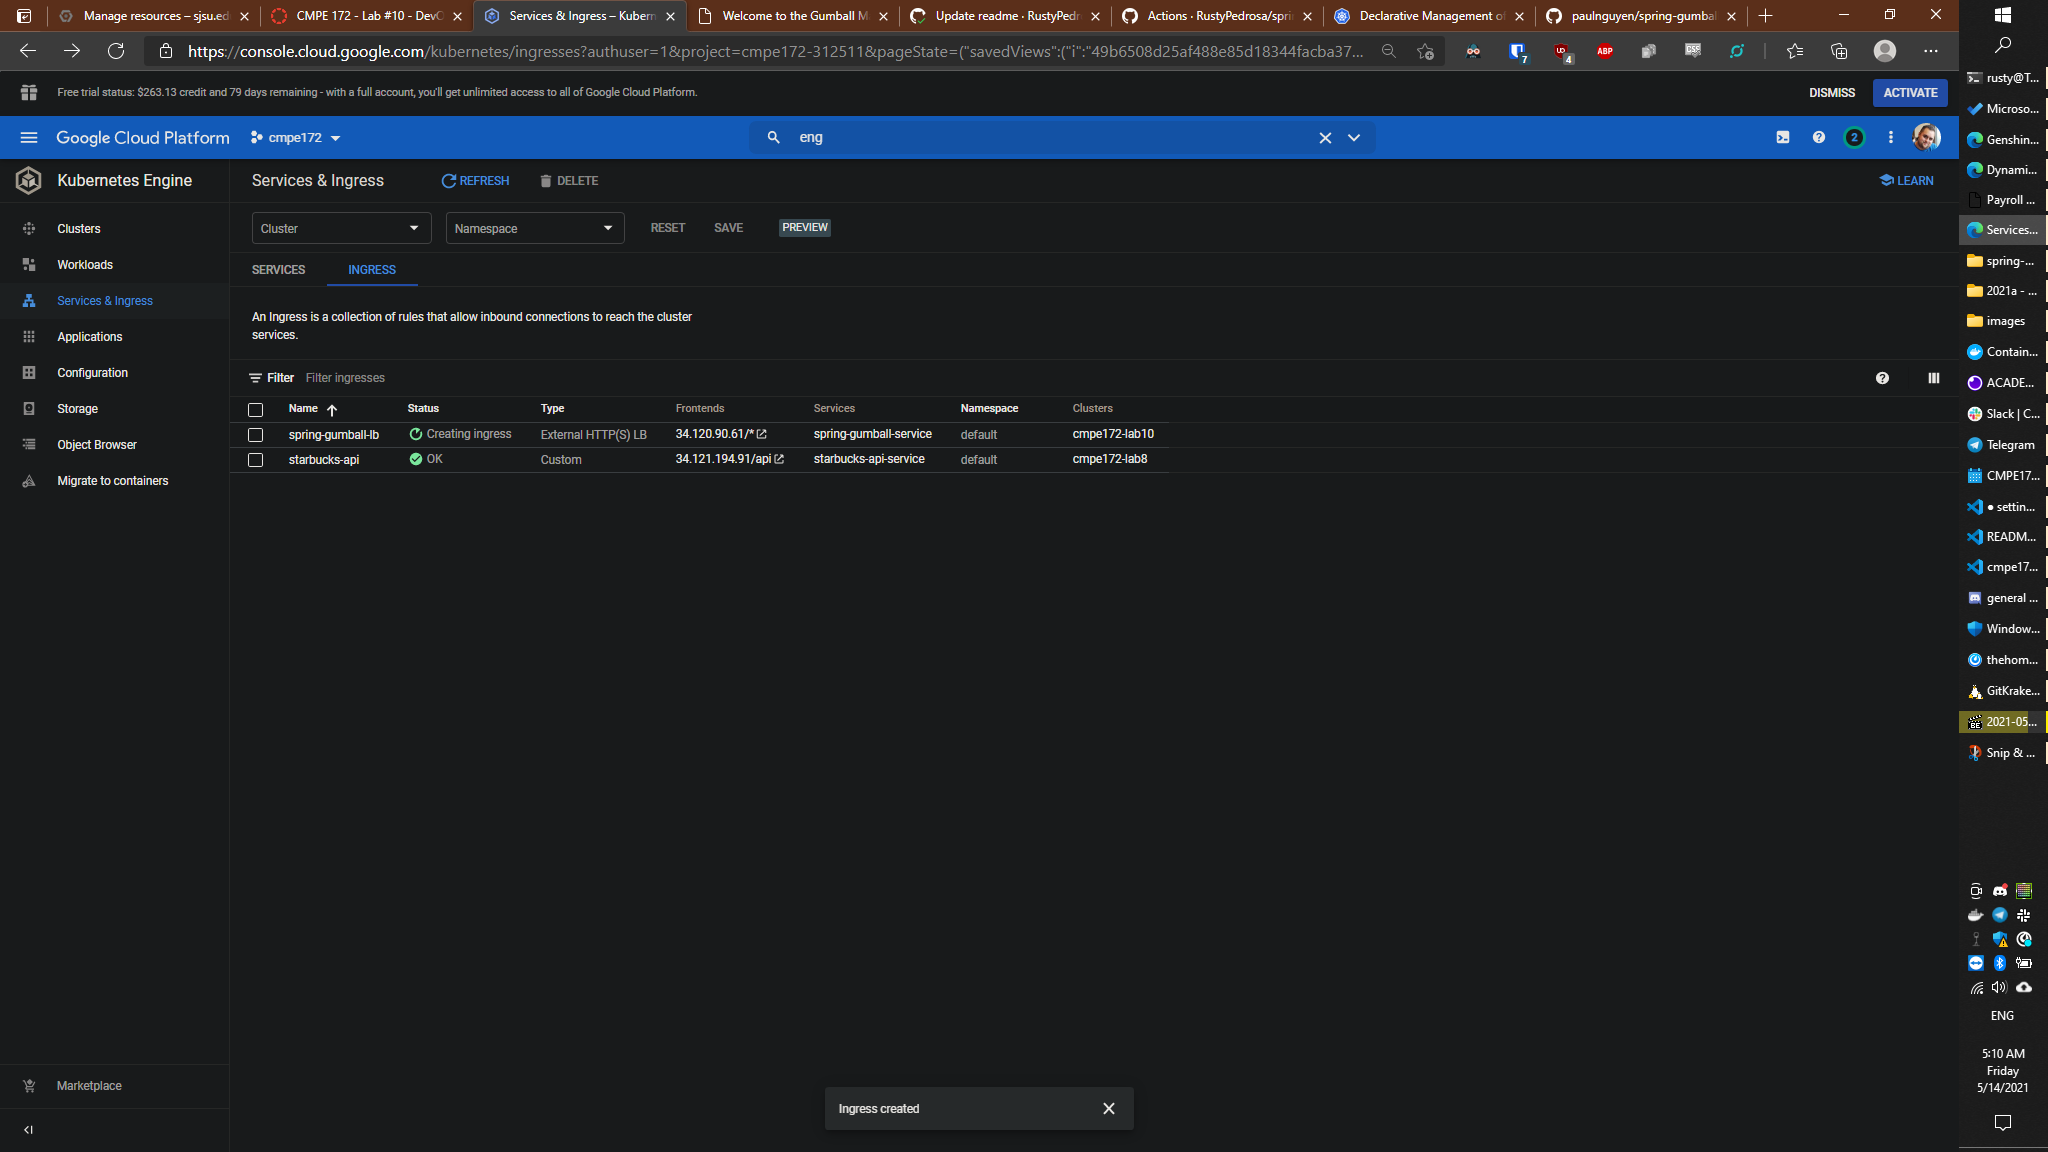 Manage resources – sjsu.ed
CMPE 172 - Lab #10 - DevO
Services & Ingress – Kubern
Welcome to the Gumball M
Update readme · RustyPedr
Actions · RustyPedrosa/spri
Declarative Management of
paulnguyen/spring-gumbal
https://console.cloud.google.com/kubernetes/ingresses?authuser=1&project=cmpe172-312511&pageState=("savedViews":("i":"49b6508d25af488e85d18344facba37...
7
4
ABP
Free trial status: $263.13 credit and 79 days remaining - with a full account, you'll get unlimited access to all of Google Cloud Platform.
DISMISS
ACTIVATE
Google Cloud Platform
cmpe172
eng
2
Kubernetes Engine
Services & Ingress
REFRESH
DELETE
LEARN
Clusters
Workloads
Services & Ingress
Applications
Configuration
Storage
Object Browser
Migrate to containers
Marketplace
Cluster
Namespace
RESET
SAVE
PREVIEW
SERVICES
INGRESS
An Ingress is a collection of rules that allow inbound connections to reach the cluster
services.
Filter Filter ingresses
Name Status Type Frontends Services Namespace Clusters
spring-gumball-lb Creating ingress External HTTP(S) LB 34.120.90.61/* spring-gumball-service default cmpe172-lab10
starbucks-api OK Custom 34.121.194.91/api starbucks-api-service default cmpe172-lab8
Ingress created
rusty@T...
Microso...
Genshin...
Dynami...
Payroll ...
Services...
spring-...
2021a - ...
images
Contain...
ACADE...
Slack | C...
Telegram
CMPE17...
● settin...
READM...
cmpe17...
general ...
Window...
thehom...
GitKrake...
2021-05...
Snip & ...
ENG
5:10 AM
Friday
5/14/2021